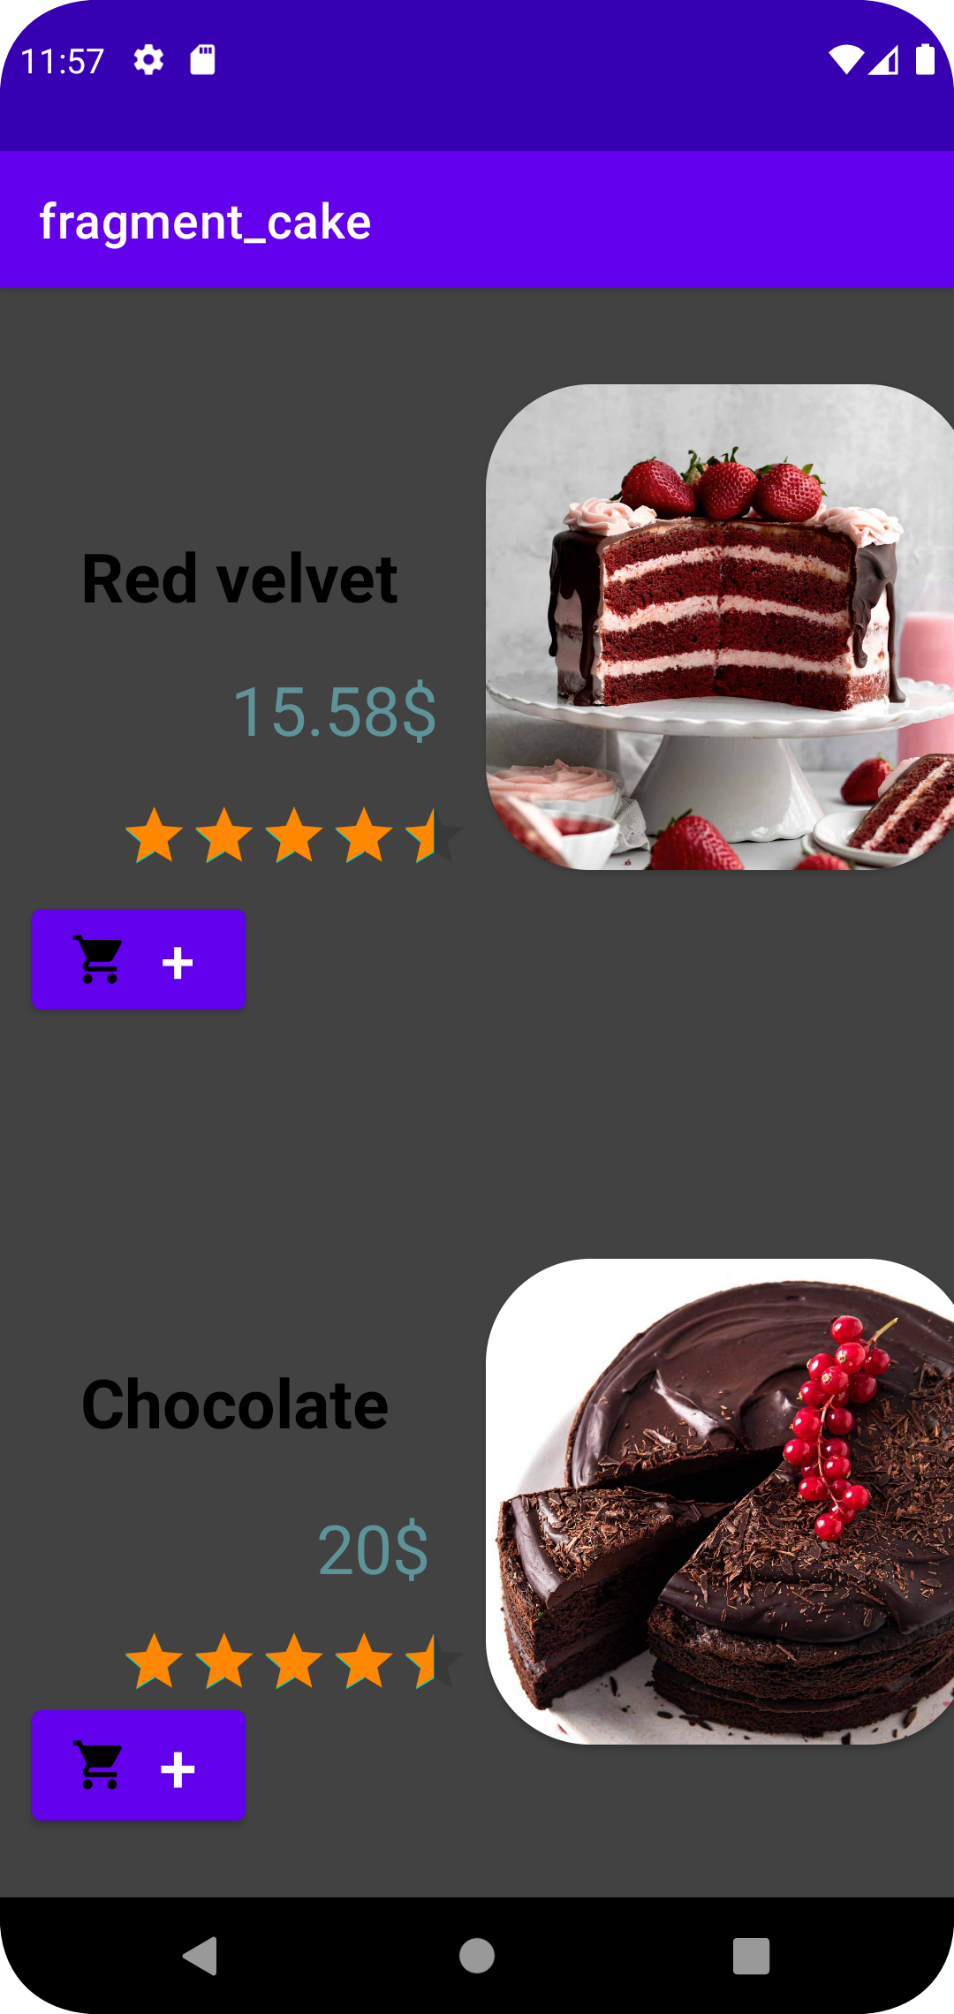 11:57
fragment_cake
Red velvet
15.58$
+
Chocolate
20$
+